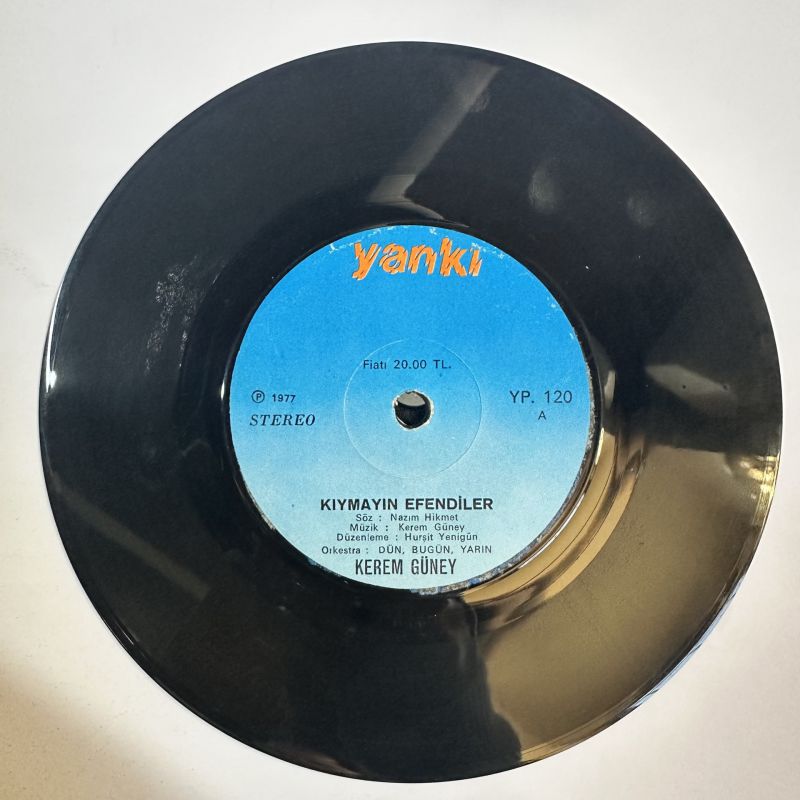 yankı
Fiatı 20.00 TL.
Ⓟ 1977
YP. 120
STEREO
A
KIYMAYIN EFENDİLER
Söz : Nazım Hikmet
Müzik : Kerem Güney
Düzenleme : Hurşit Yenigün
Orkestra : DÜN, BUGÜN, YARIN
KEREM GÜNEY